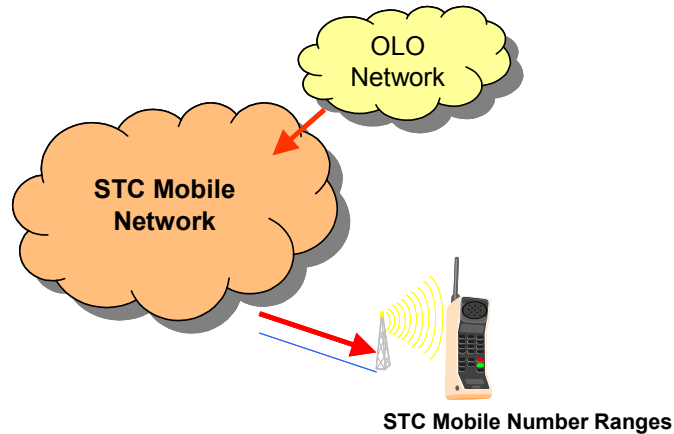 OLO
Network
STC Mobile
Network
STC Mobile Number Ranges